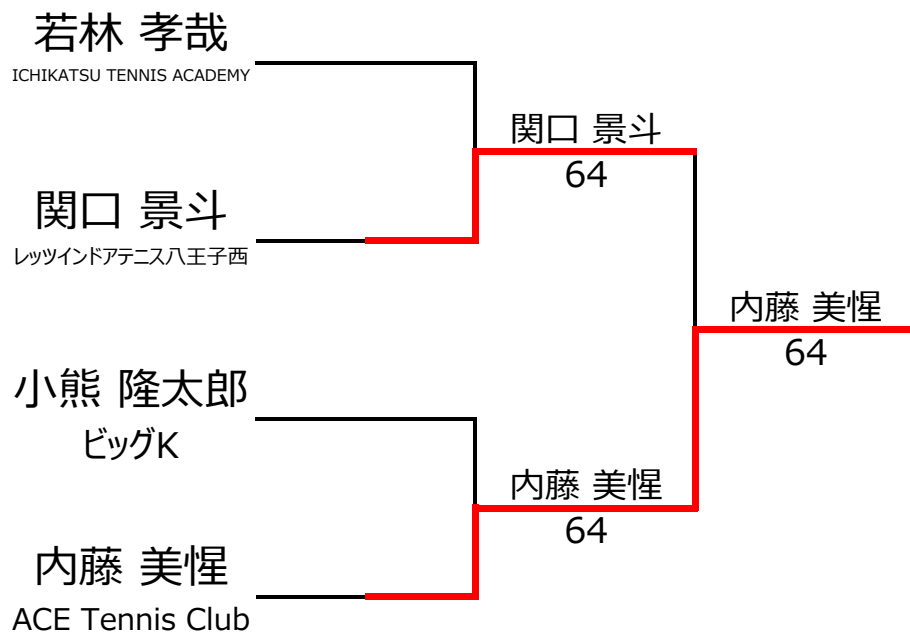 若林 孝哉
ICHIKATSU TENNIS ACADEMY
関口 景斗
64
関口 景斗
レッツインドアテニス八王子西
内藤 美惺
64
小熊 隆太郎
ビッグK
内藤 美惺
64
内藤 美惺
ACE Tennis Club